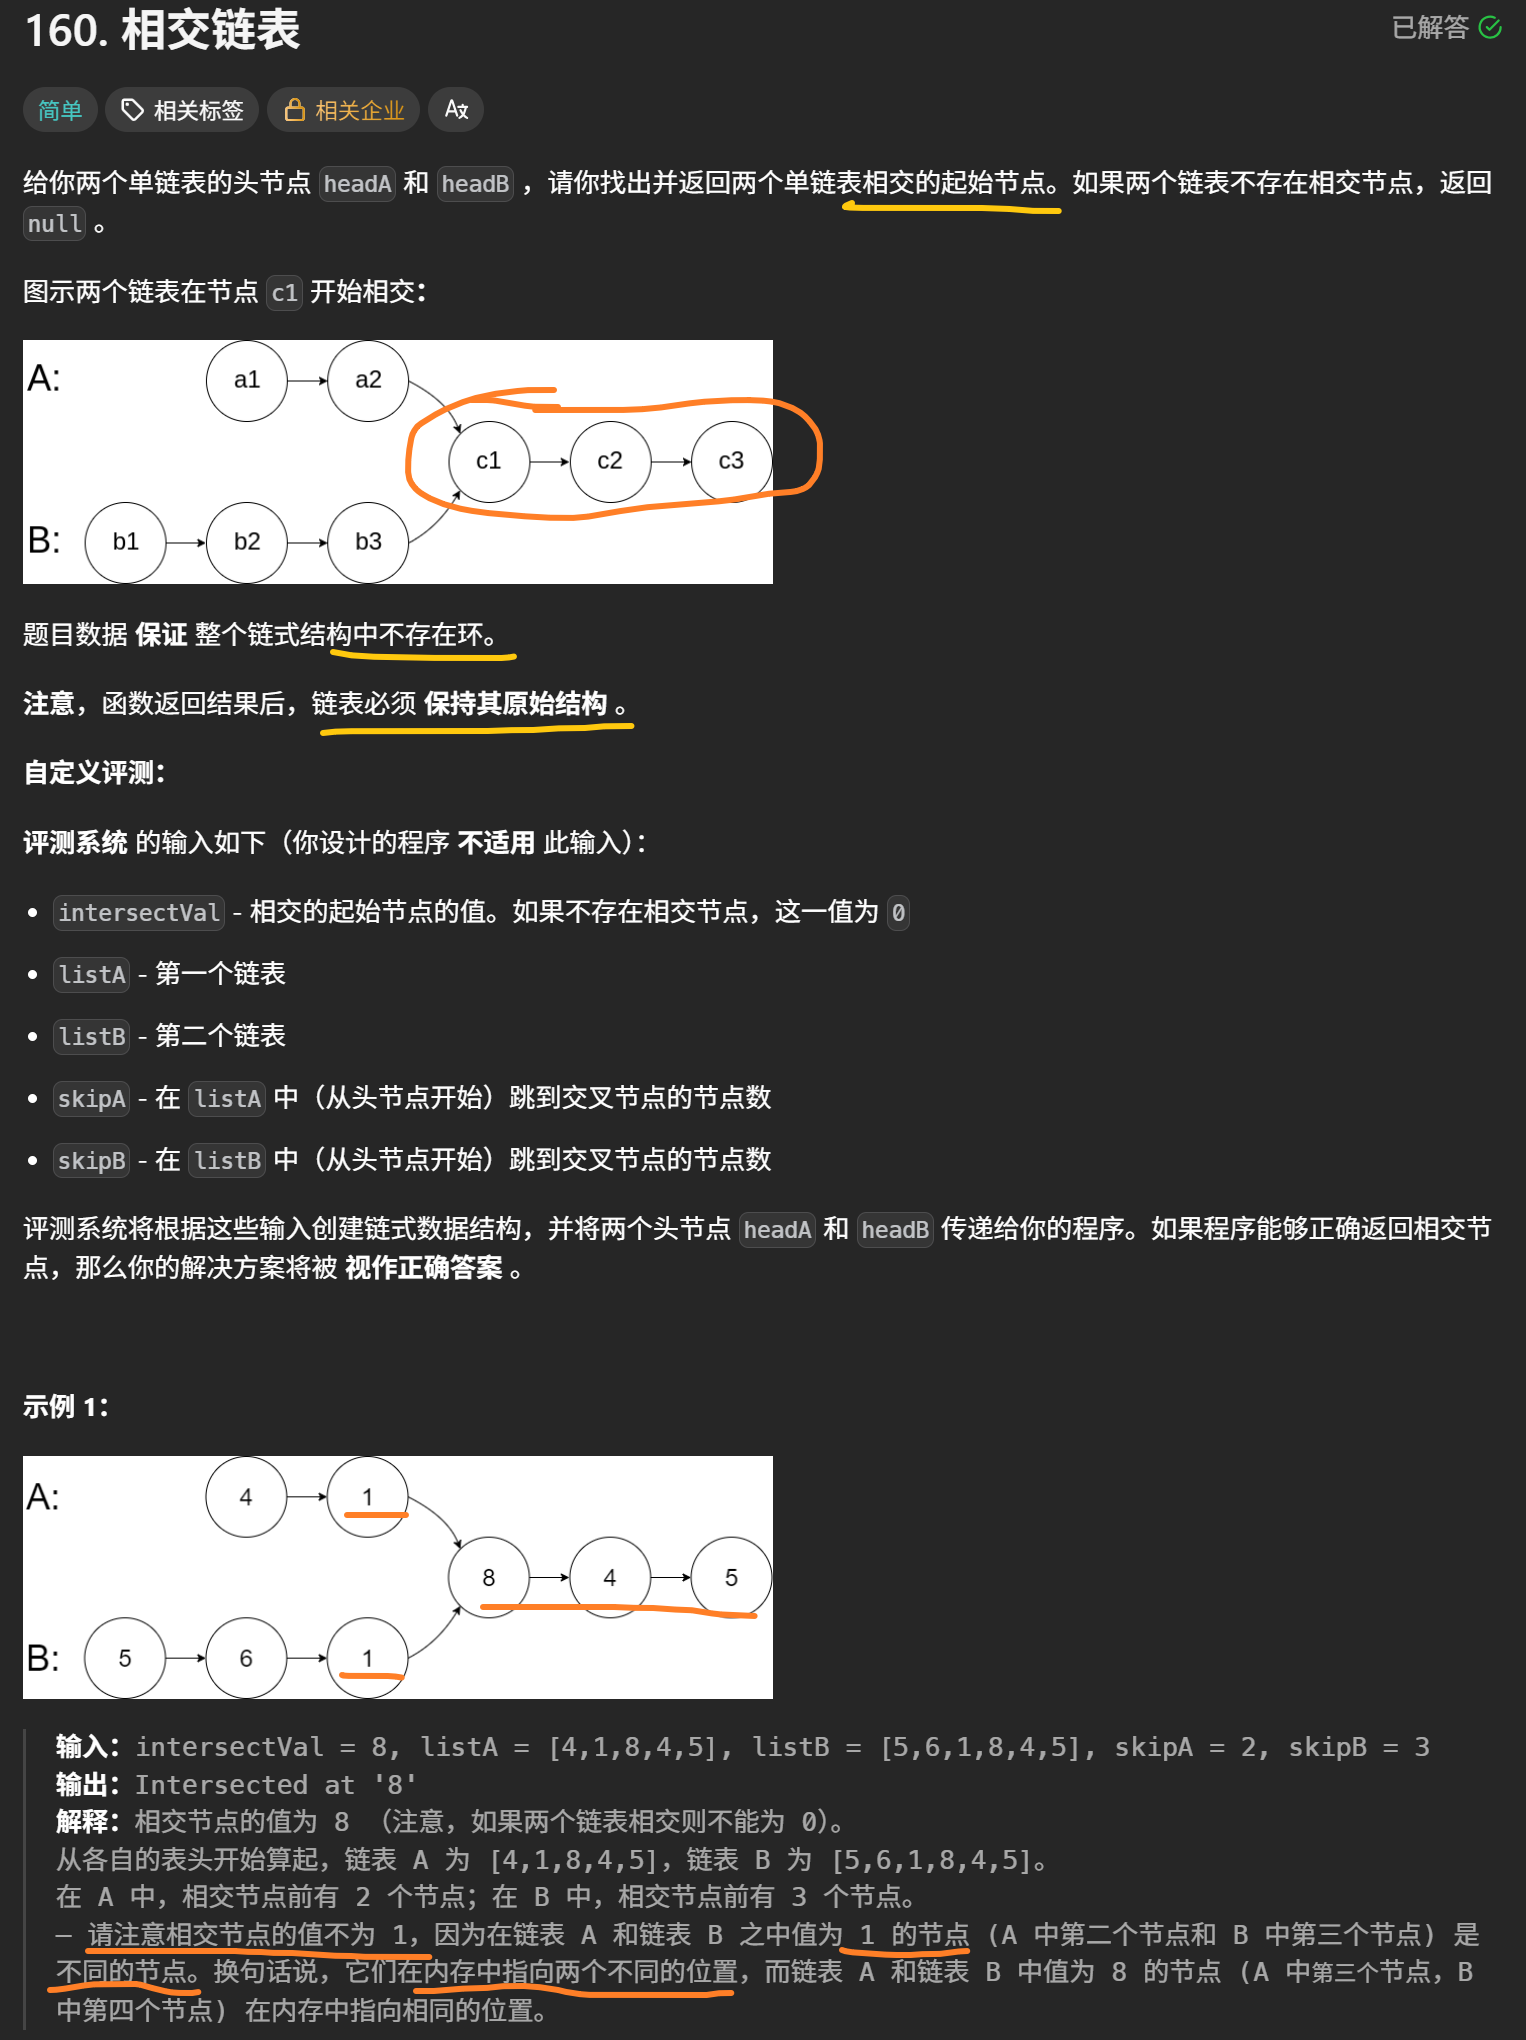 160. 相交链表
已解答
简单 相关标签 相关企业
给你两个单链表的头节点 headA 和 headB ，请你找出并返回两个单链表相交的起始节点。如果两个链表不存在相交节点，返回
null 。
图示两个链表在节点 c1 开始相交：
A: a1 a2
c1 c2 c3
B: b1 b2 b3
题目数据 保证 整个链式结构中不存在环。
注意，函数返回结果后，链表必须 保持其原始结构 。
自定义评测：
评测系统 的输入如下（你设计的程序 不适用 此输入）：
intersectVal - 相交的起始节点的值。如果不存在相交节点，这一值为 0
listA - 第一个链表
listB - 第二个链表
skipA - 在 listA 中（从头节点开始）跳到交叉节点的节点数
skipB - 在 listB 中（从头节点开始）跳到交叉节点的节点数
评测系统将根据这些输入创建链式数据结构，并将两个头节点 headA 和 headB 传递给你的程序。如果程序能够正确返回相交节
点，那么你的解决方案将被 视作正确答案 。
示例 1：
A: 4 1
8 4 5
B: 5 6 1
输入：intersectVal = 8, listA = [4,1,8,4,5], listB = [5,6,1,8,4,5], skipA = 2, skipB = 3
输出：Intersected at '8'
解释：相交节点的值为 8 （注意，如果两个链表相交则不能为 0）。
从各自的表头开始算起，链表 A 为 [4,1,8,4,5]，链表 B 为 [5,6,1,8,4,5]。
在 A 中，相交节点前有 2 个节点；在 B 中，相交节点前有 3 个节点。
— 请注意相交节点的值不为 1，因为在链表 A 和链表 B 之中值为 1 的节点 (A 中第二个节点和 B 中第三个节点) 是
不同的节点。换句话说，它们在内存中指向两个不同的位置，而链表 A 和链表 B 中值为 8 的节点 (A 中第三个节点，B
中第四个节点) 在内存中指向相同的位置。